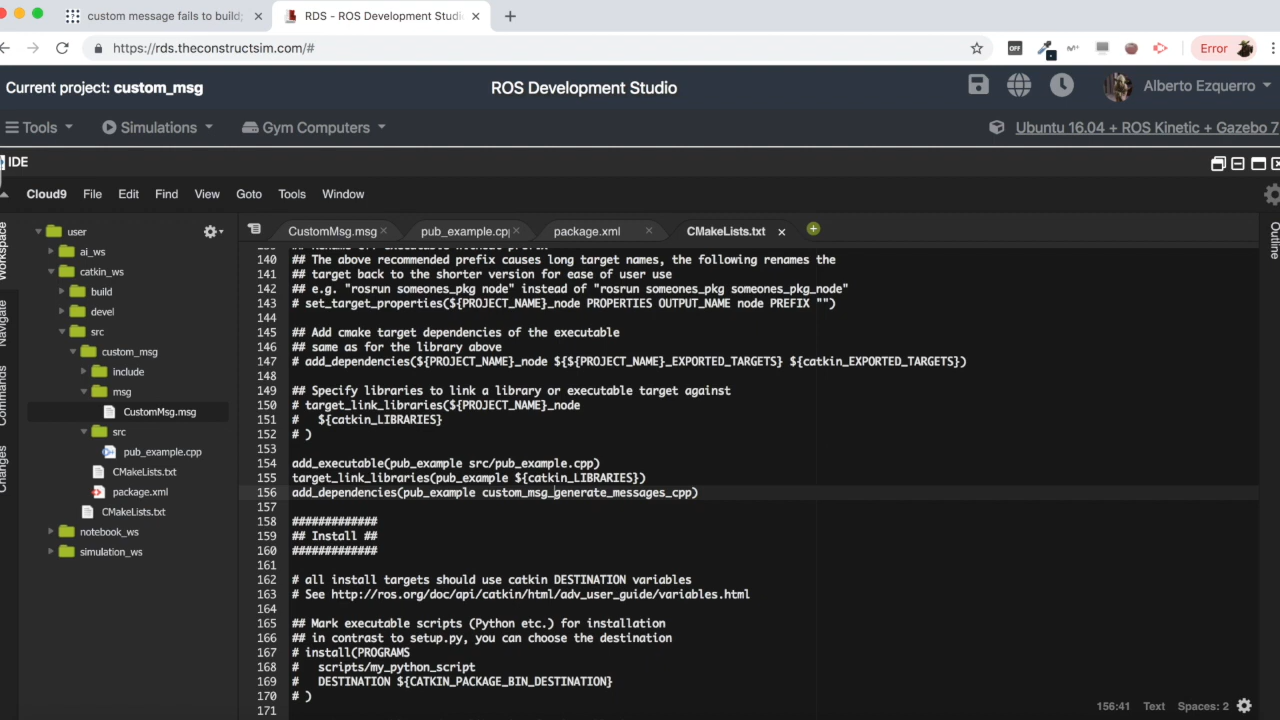 custom message fails to build;
RDS - ROS Development Studi
https://rds.theconstructsim.com/#
OFF
Error
Current project: custom_msg
ROS Development Studio
Alberto Ezquerro
Tools
Simulations
Gym Computers
Ubuntu 16.04 + ROS Kinetic + Gazebo 7
IDE
Cloud9 File Edit Find View Goto Tools Window
Workspace
Navigate
Commands
Changes
Outline
user
ai_ws
catkin_ws
build
devel
src
custom_msg
include
msg
CustomMsg.msg
src
pub_example.cpp
CMakeLists.txt
package.xml
CMakeLists.txt
notebook_ws
simulation_ws
CustomMsg.msg
pub_example.cpp
package.xml
CMakeLists.txt
140 ## The above recommended prefix causes long target names, the following renames the
141 ## target back to the shorter version for ease of user use
142 ## e.g. "rosrun someones_pkg node" instead of "rosrun someones_pkg someones_pkg_node"
143 # set_target_properties(${PROJECT_NAME}_node PROPERTIES OUTPUT_NAME node PREFIX "")
144
145 ## Add cmake target dependencies of the executable
146 ## same as for the library above
147 # add_dependencies(${PROJECT_NAME}_node ${${PROJECT_NAME}_EXPORTED_TARGETS} ${catkin_EXPORTED_TARGETS})
148
149 ## Specify libraries to link a library or executable target against
150 # target_link_libraries(${PROJECT_NAME}_node
151 #   ${catkin_LIBRARIES}
152 # )
153
154 add_executable(pub_example src/pub_example.cpp)
155 target_link_libraries(pub_example ${catkin_LIBRARIES})
156 add_dependencies(pub_example custom_msg_generate_messages_cpp)
157
158 #############
159 ## Install ##
160 #############
161
162 # all install targets should use catkin DESTINATION variables
163 # See http://ros.org/doc/api/catkin/html/adv_user_guide/variables.html
164
165 ## Mark executable scripts (Python etc.) for installation
166 ## in contrast to setup.py, you can choose the destination
167 # install(PROGRAMS
168 #   scripts/my_python_script
169 #   DESTINATION ${CATKIN_PACKAGE_BIN_DESTINATION}
170 # )
171
156:41 Text Spaces: 2